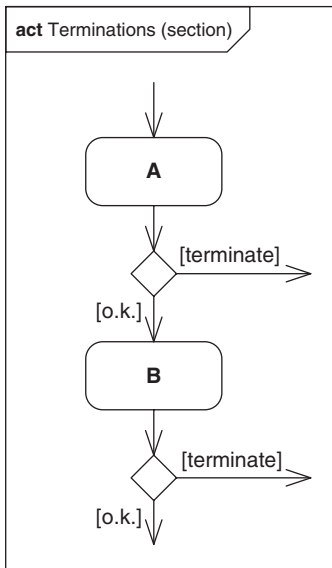 act Terminations (section)
A
[terminate]
[o.k.]
B
[terminate]
[o.k.]